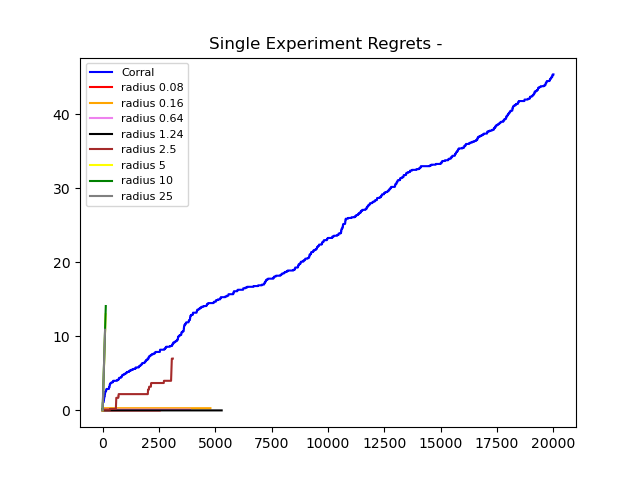 Single Experiment Regrets -
Corral
radius 0.08
radius 0.16
radius 0.64
radius 1.24
radius 2.5
radius 5
radius 10
radius 25
40
30
20
10
0
0 2500 5000 7500 10000 12500 15000 17500 20000